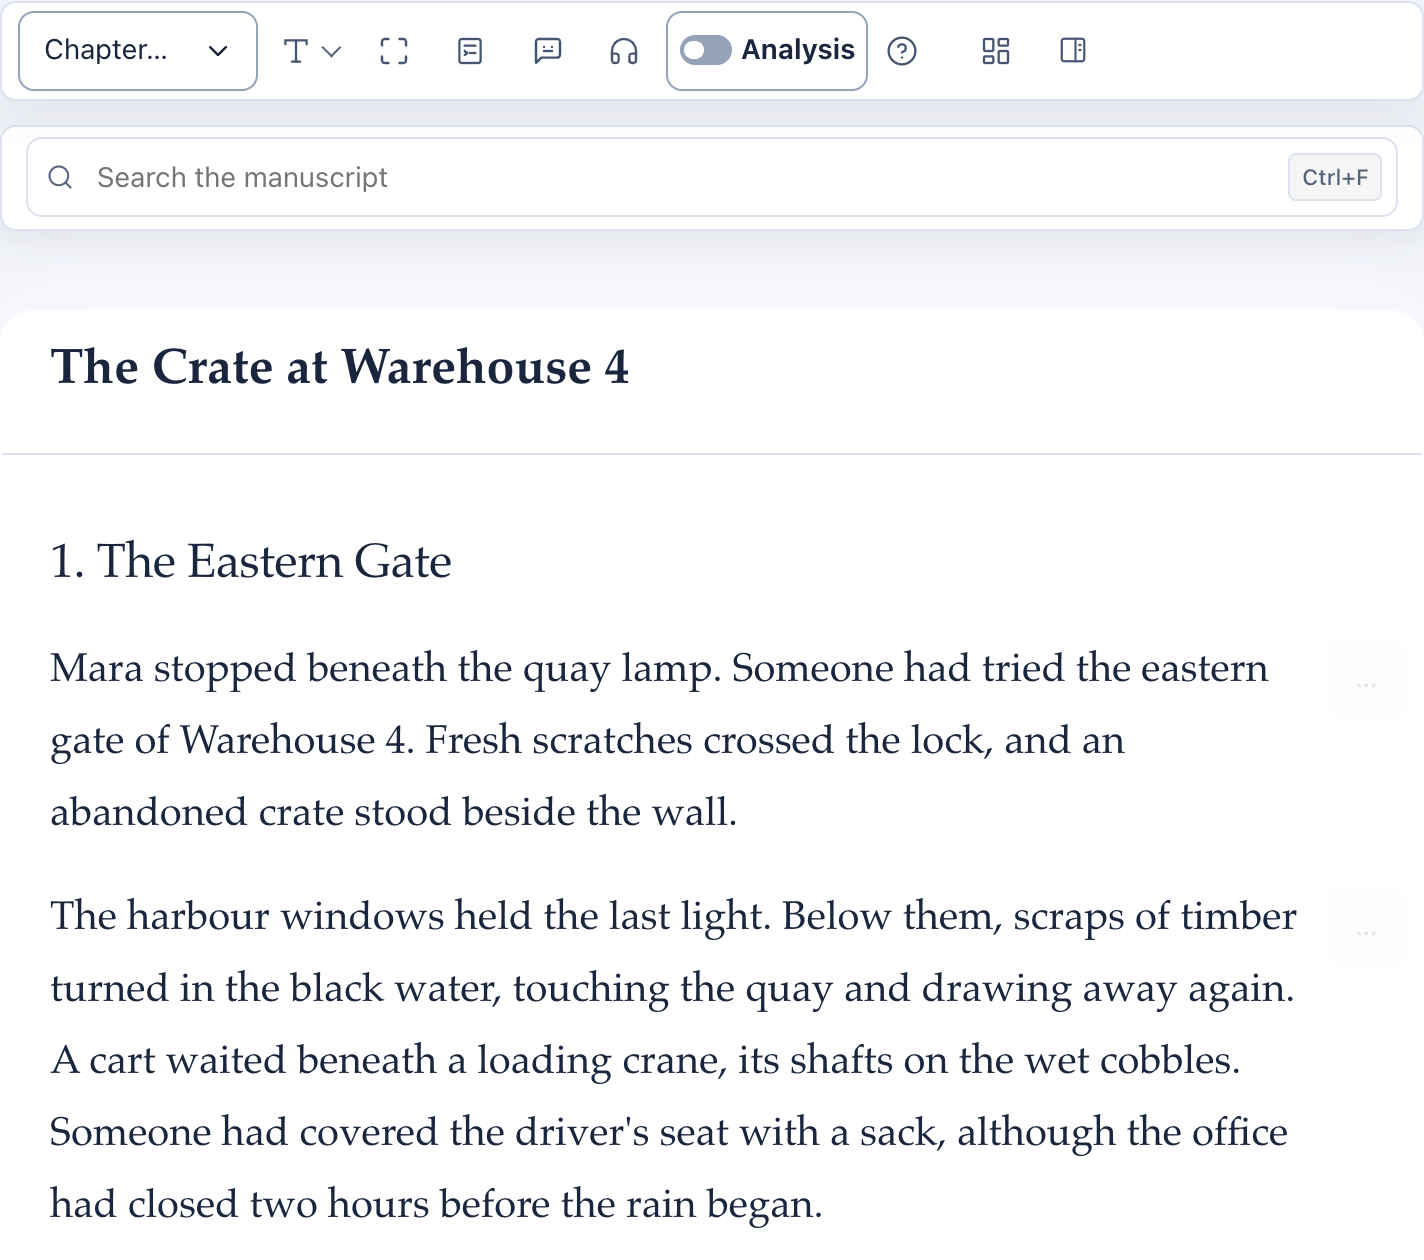 Chapter...
Analysis
Search the manuscript
Ctrl+F
The Crate at Warehouse 4
1. The Eastern Gate
Mara stopped beneath the quay lamp. Someone had tried the eastern
gate of Warehouse 4. Fresh scratches crossed the lock, and an
abandoned crate stood beside the wall.
The harbour windows held the last light. Below them, scraps of timber
turned in the black water, touching the quay and drawing away again.
A cart waited beneath a loading crane, its shafts on the wet cobbles.
Someone had covered the driver's seat with a sack, although the office
had closed two hours before the rain began.